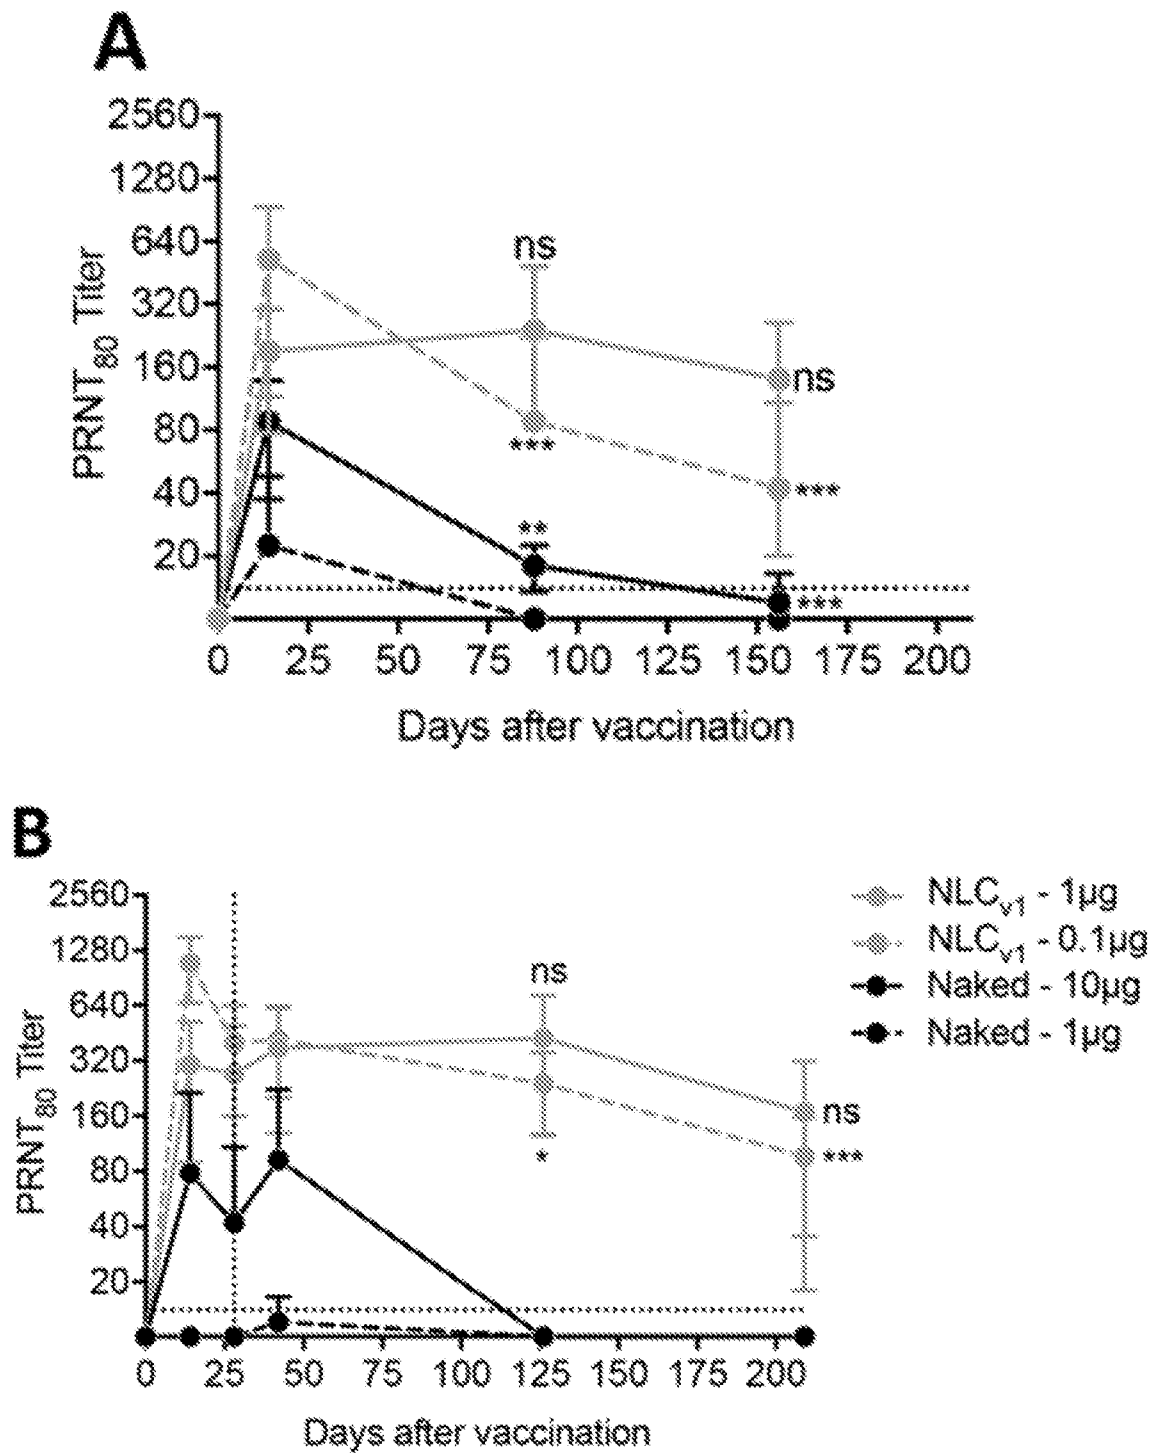 A
2560
1280
640
320
160
80
40
20
PRNT80 Titer
ns
ns
***
***
**
***
0 25 50 75 100 125 150 175 200
Days after vaccination
B
2560
1280
640
320
160
80
40
20
PRNT80 Titer
ns
ns
*
***
0 25 50 75 100 125 150 175 200
Days after vaccination
NLCv1 - 1µg
NLCv1 - 0.1µg
Naked - 10µg
Naked - 1µg